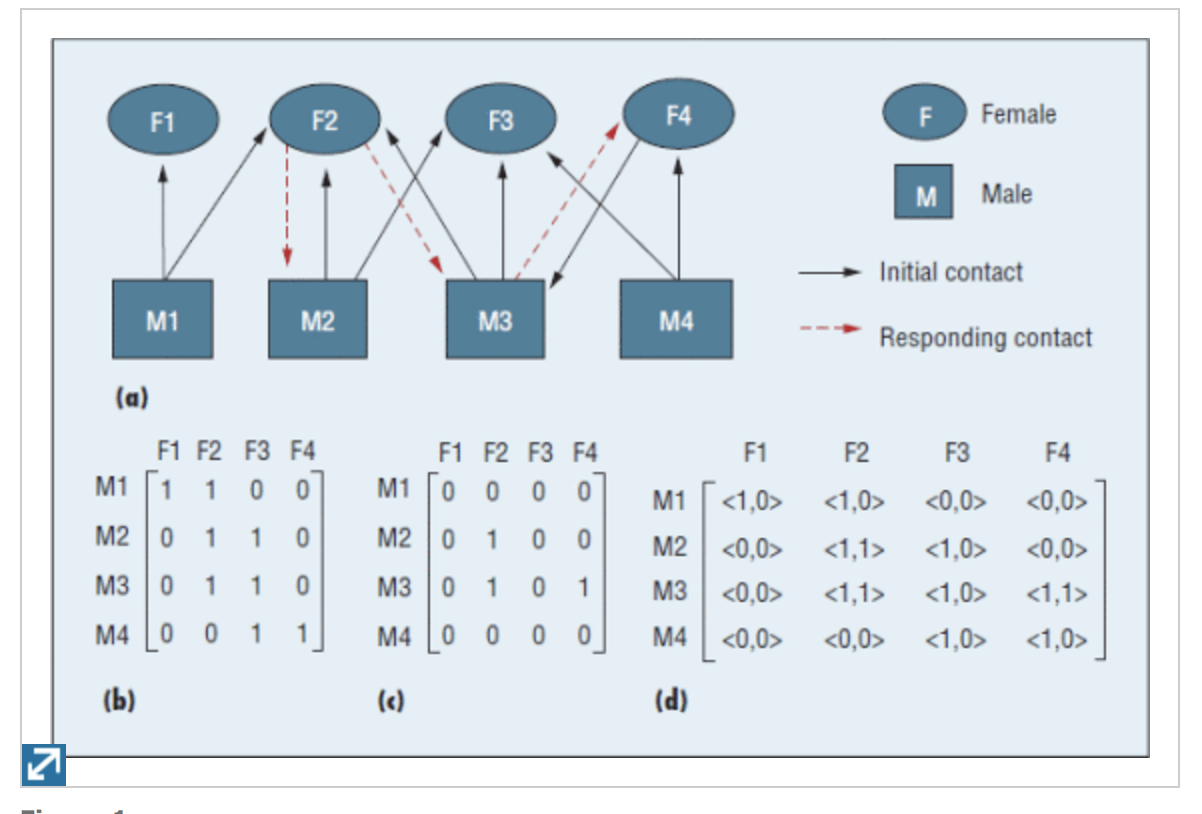 F1 F2 F3 F4 F Female
M Male
Initial contact
M1 M2 M3 M4
Responding contact
(a)
F1 F2 F3 F4
M1 1 1 0 0
M2 0 1 1 0
M3 0 1 1 0
M4 0 0 1 1
(b)
F1 F2 F3 F4
M1 0 0 0 0
M2 0 1 0 0
M3 0 1 0 1
M4 0 0 0 0
(c)
F1 F2 F3 F4
M1 <1,0> <1,0> <0,0> <0,0>
M2 <0,0> <1,1> <1,0> <0,0>
M3 <0,0> <1,1> <1,0> <1,1>
M4 <0,0> <0,0> <1,0> <1,0>
(d)